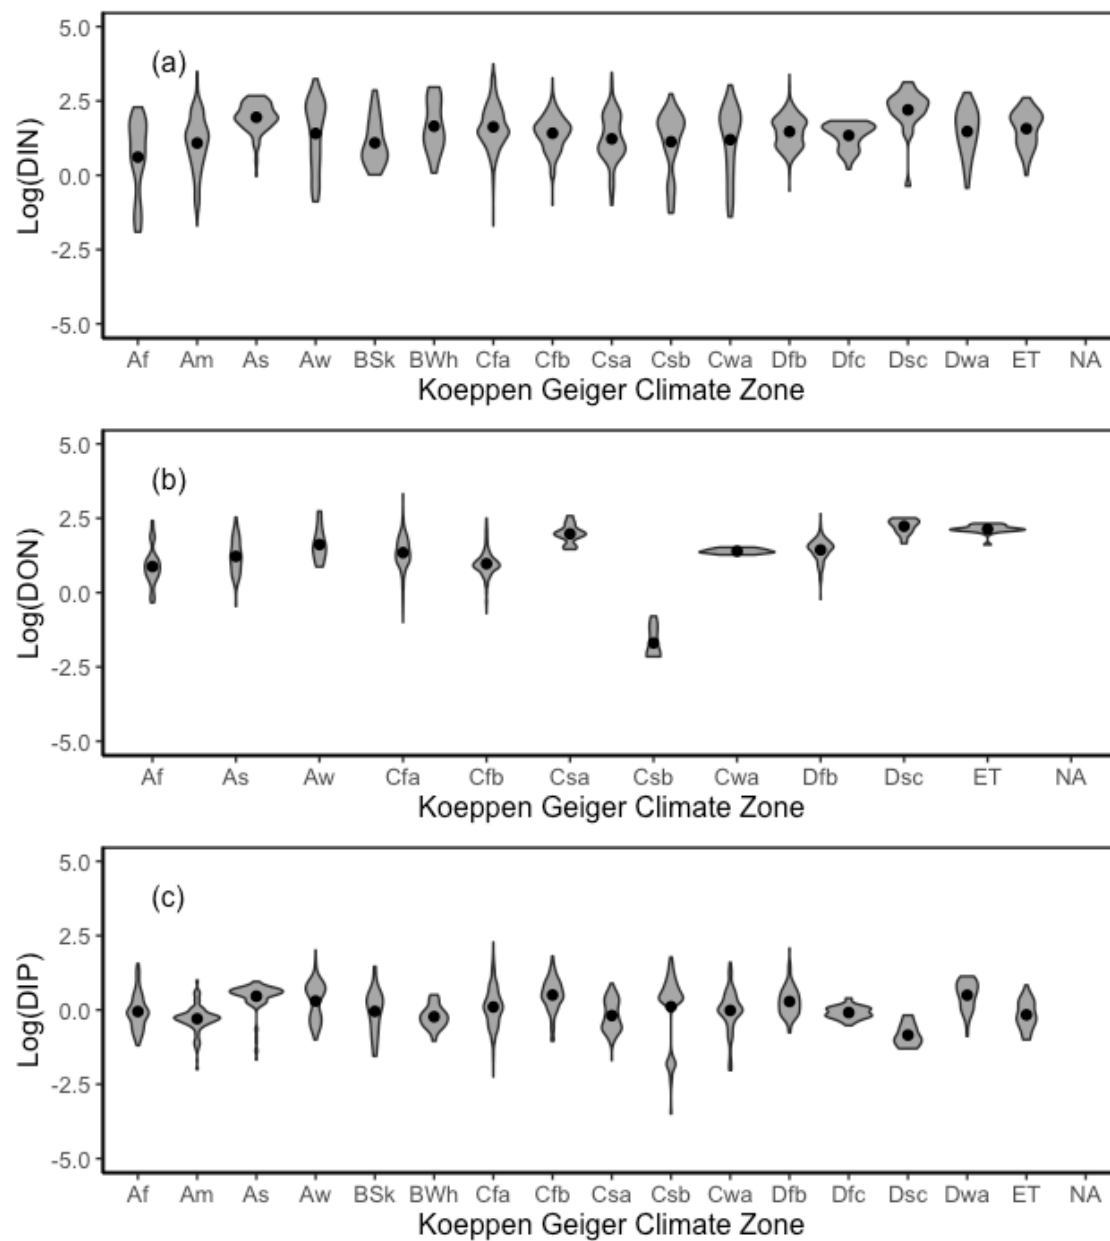 5.0
(a)
2.5
0.0
-2.5
-5.0
Log(DIN)
Af Am As Aw BSk BWh Cfa Cfb Csa Csb Cwa Dfb Dfc Dsc Dwa ET NA
Koeppen Geiger Climate Zone
5.0
(b)
2.5
0.0
-2.5
-5.0
Log(DON)
Af As Aw Cfa Cfb Csa Csb Cwa Dfb Dsc ET NA
Koeppen Geiger Climate Zone
5.0
(c)
2.5
0.0
-2.5
-5.0
Log(DIP)
Af Am As Aw BSk BWh Cfa Cfb Csa Csb Cwa Dfb Dfc Dsc Dwa ET NA
Koeppen Geiger Climate Zone